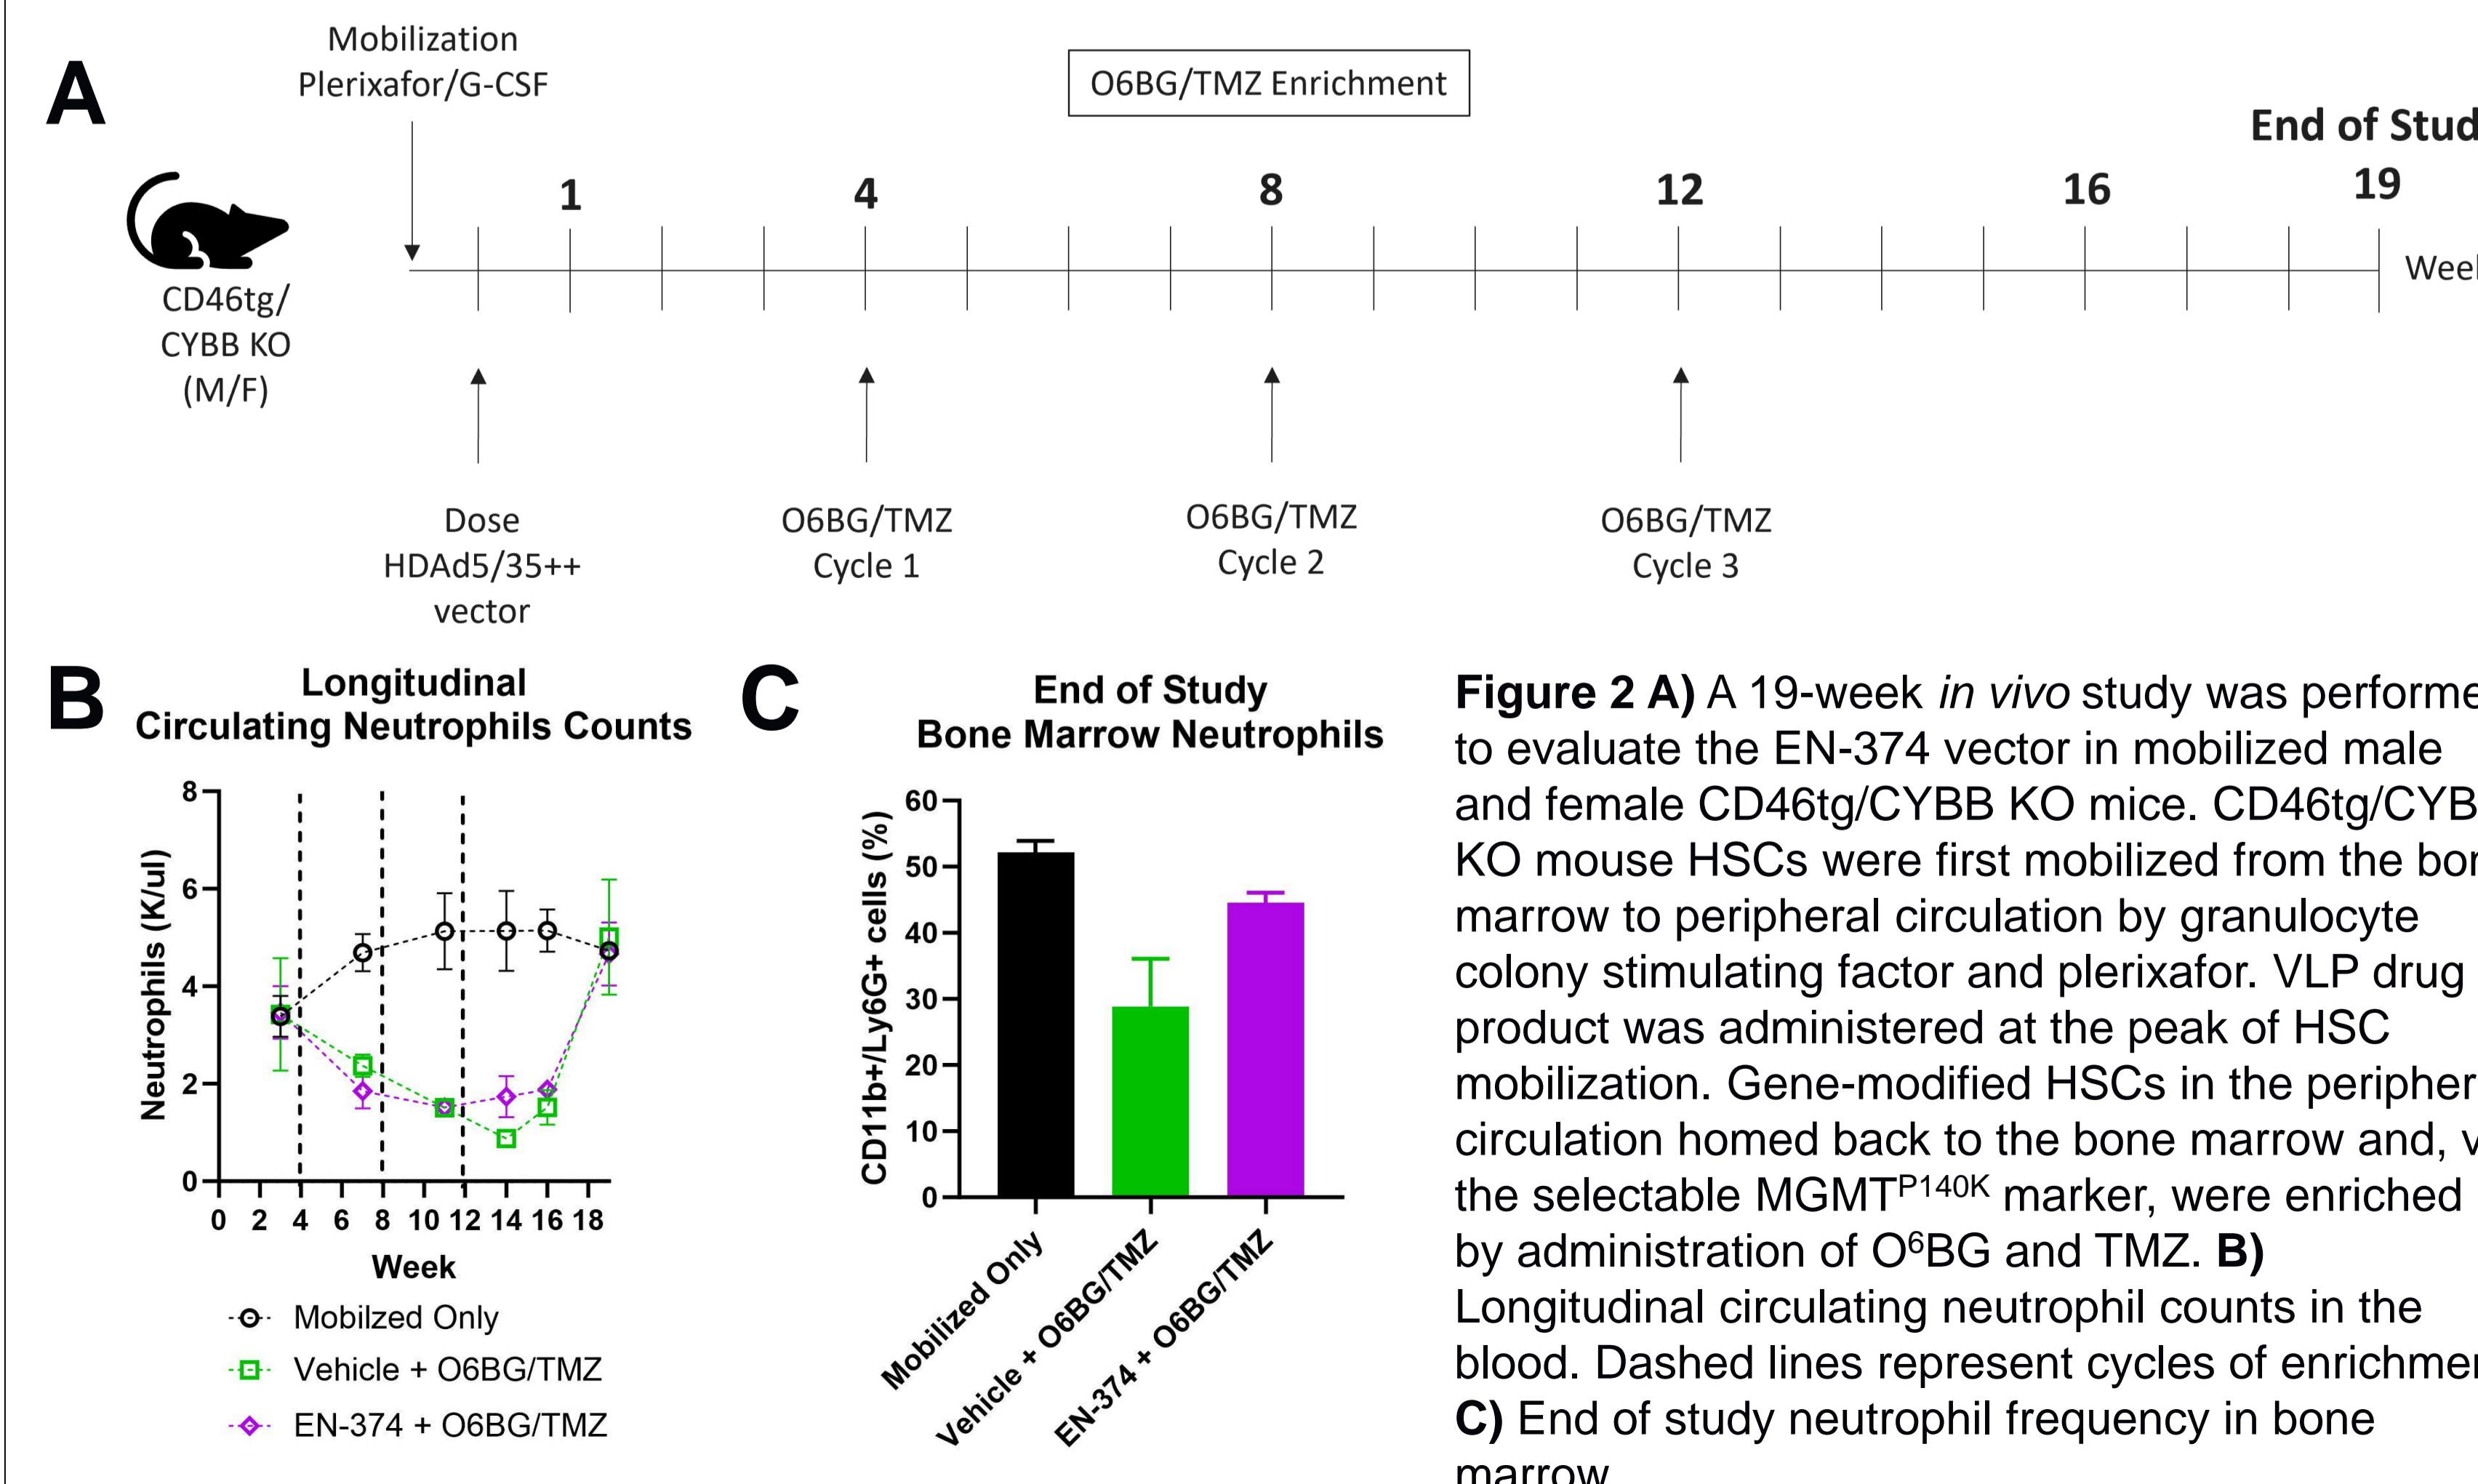 A
Mobilization
Plerixafor/G-CSF
O6BG/TMZ Enrichment
End of Stud
1
4
8
12
16
19
Week
CD46tg/
CYBB KO
(M/F)
Dose
HDAd5/35++
vector
O6BG/TMZ
Cycle 1
O6BG/TMZ
Cycle 2
O6BG/TMZ
Cycle 3
B
Longitudinal
Circulating Neutrophils Counts
Neutrophils (K/ul)
8
6
4
2
0
0 2 4 6 8 10 12 14 16 18
Week
Mobilzed Only
Vehicle + O6BG/TMZ
EN-374 + O6BG/TMZ
C
End of Study
Bone Marrow Neutrophils
CD11b+/Ly6G+ cells (%)
60
50
40
30
20
10
0
Mobilized Only
Vehicle + O6BG/TMZ
EN-374 + O6BG/TMZ
Figure 2 A) A 19-week in vivo study was performe
to evaluate the EN-374 vector in mobilized male
and female CD46tg/CYBB KO mice. CD46tg/CYB
KO mouse HSCs were first mobilized from the bon
marrow to peripheral circulation by granulocyte
colony stimulating factor and plerixafor. VLP drug
product was administered at the peak of HSC
mobilization. Gene-modified HSCs in the peripher
circulation homed back to the bone marrow and, v
the selectable MGMTᴾ¹⁴⁰ᴷ marker, were enriched
by administration of O⁶BG and TMZ. B)
Longitudinal circulating neutrophil counts in the
blood. Dashed lines represent cycles of enrichmen
C) End of study neutrophil frequency in bone
marrow